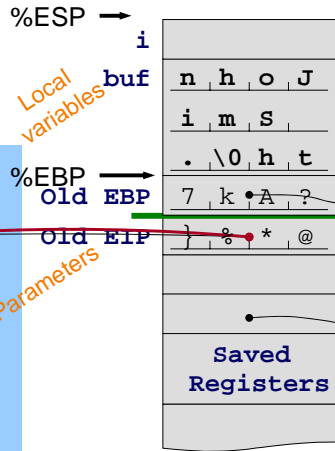 %ESP
i
buf n h o J
Local
variables
i m S
. \0 h t
%EBP
Old EBP 7 k A ?
Old EIP } % * @
Parameters
Saved
Registers